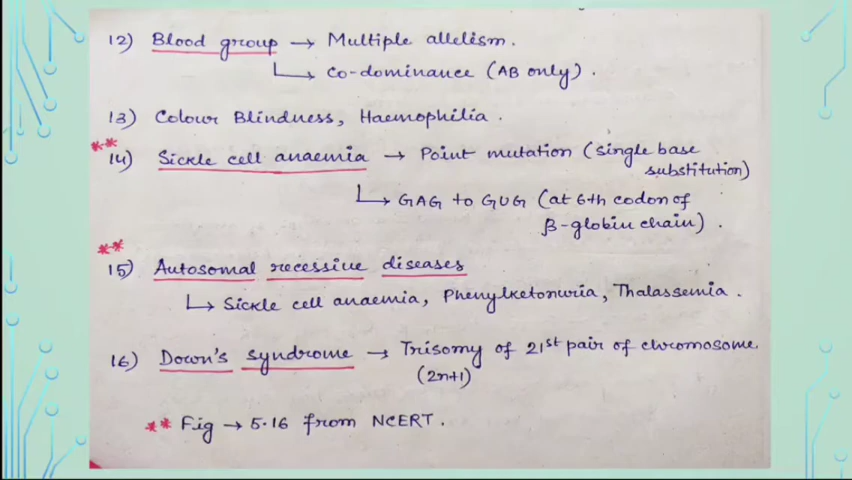 12) Blood group → Multiple allelism.
↳ Co-dominance (AB only).
13) Colour Blindness, Haemophilia.
** 14) Sickle cell anaemia → Point mutation (single base
substitution)
↳ GAG to GUG (at 6th codon of
β-globin chain).
** 15) Autosomal recessive diseases
↳ Sickle cell anaemia, Phenylketonuria, Thalassemia.
16) Down's syndrome → Trisomy of 21st pair of chromosome.
(2n+1)
** Fig → 5.16 from NCERT.